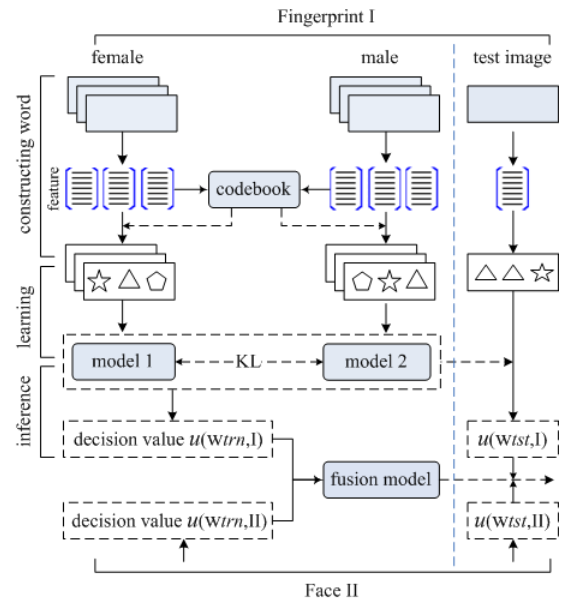 Fingerprint I
female
male
test image
constructing word
feature
codebook
learning
model 1
KL
model 2
inference
decision value u(wtrn,I)
u(wtst,I)
fusion model
decision value u(wtrn,II)
u(wtst,II)
Face II